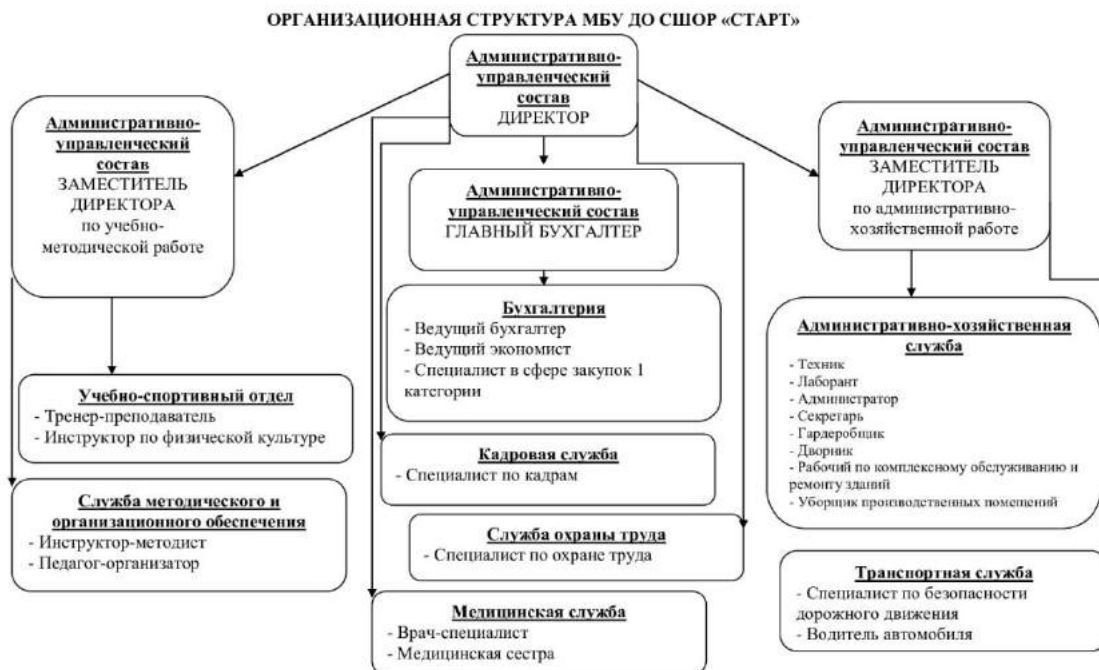 ОРГАНИЗАЦИОННАЯ СТРУКТУРА МБУ ДО СШОР «СТАРТ»
Административно-
управленческий
состав
ДИРЕКТОР
Административно-
управленческий
состав
ЗАМЕСТИТЕЛЬ
ДИРЕКТОРА
по учебно-
методической работе
Административно-
управленческий состав
ГЛАВНЫЙ БУХГАЛТЕР
Административно-
управленческий состав
ЗАМЕСТИТЕЛЬ
ДИРЕКТОРА
по административно-
хозяйственной работе
Бухгалтерия
- Ведущий бухгалтер
- Ведущий экономист
- Специалист в сфере закупок 1
категории
Административно-хозяйственная
служба
- Техник
- Лаборант
- Администратор
- Секретарь
- Гардеробщик
- Дворник
- Рабочий по комплексному обслуживанию и
ремонту зданий
- Уборщик производственных помещений
Учебно-спортивный отдел
- Тренер-преподаватель
- Инструктор по физической культуре
Кадровая служба
- Специалист по кадрам
Служба методического и
организационного обеспечения
- Инструктор-методист
- Педагог-организатор
Служба охраны труда
- Специалист по охране труда
Транспортная служба
- Специалист по безопасности
дорожного движения
- Водитель автомобиля
Медицинская служба
- Врач-специалист
- Медицинская сестра